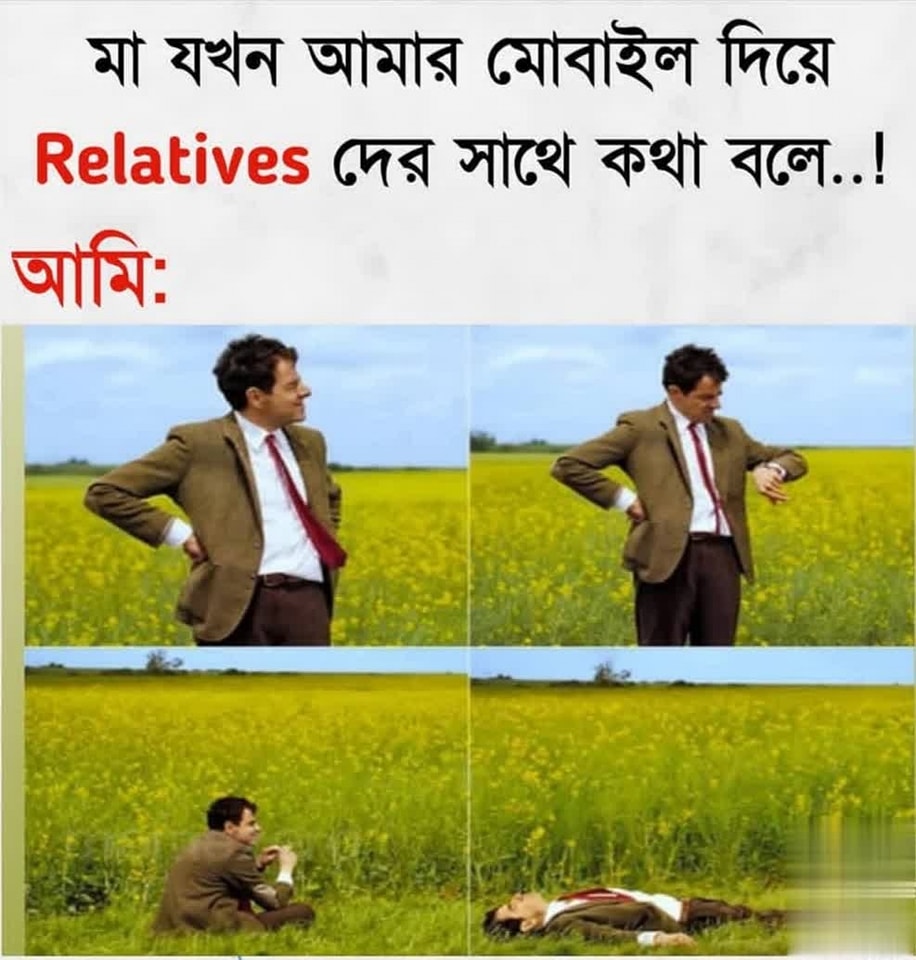 মা যখন আমার মোবাইল দিয়ে
Relatives দের সাথে কথা বলে..!
আমি: